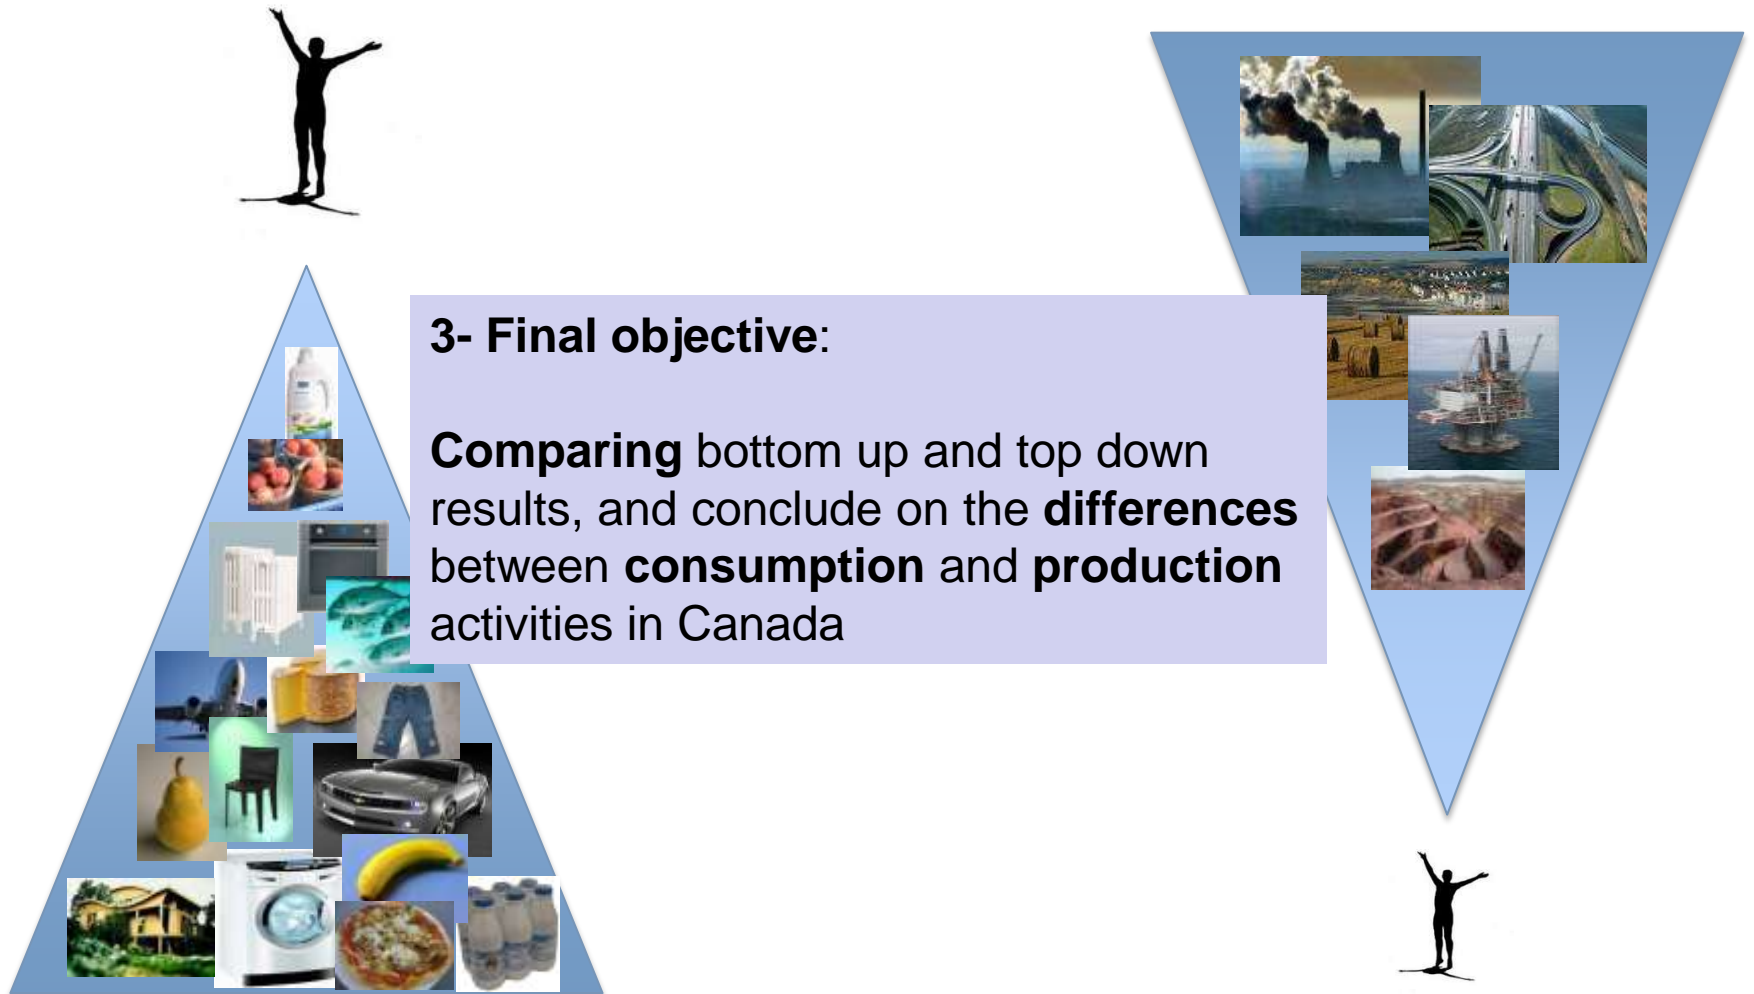 3- Final objective:
Comparing bottom up and top down
results, and conclude on the differences
between consumption and production
activities in Canada